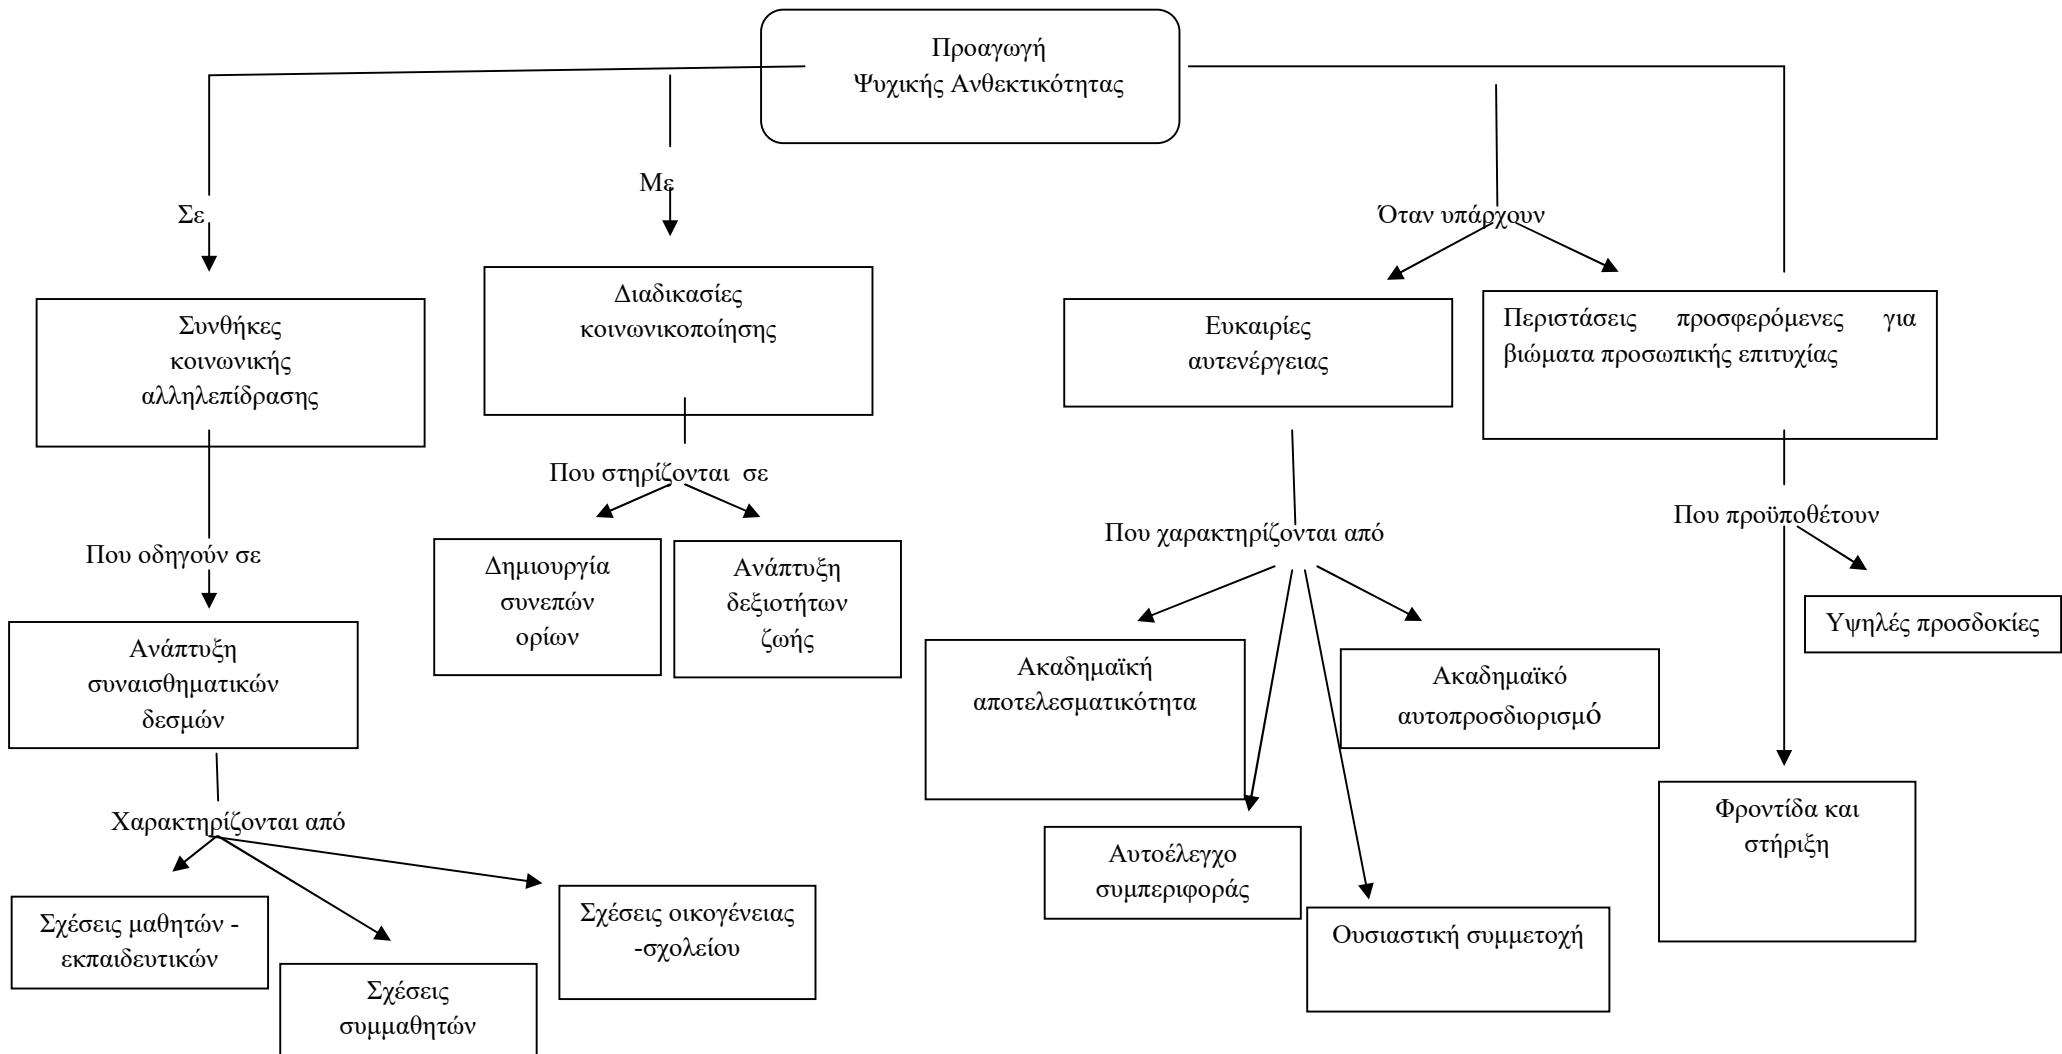 Προαγωγή
Ψυχικής Ανθεκτικότητας
Σε
Με
Όταν υπάρχουν
Συνθήκες
κοινωνικής
αλληλεπίδρασης
Διαδικασίες
κοινωνικοποίησης
Ευκαιρίες
αυτενέργειας
Περιστάσεις προσφερόμενες για
βιώματα προσωπικής επιτυχίας
Που οδηγούν σε
Που στηρίζονται σε
Που χαρακτηρίζονται από
Που προϋποθέτουν
Ανάπτυξη
συναισθηματικών
δεσμών
Δημιουργία
συνεπών
ορίων
Ανάπτυξη
δεξιοτήτων
ζωής
Ακαδημαϊκή
αποτελεσματικότητα
Ακαδημαϊκό
αυτοπροσδιορισμό
Υψηλές προσδοκίες
Χαρακτηρίζονται από
Αυτοέλεγχο
συμπεριφοράς
Ουσιαστική συμμετοχή
Φροντίδα και
στήριξη
Σχέσεις μαθητών -
εκπαιδευτικών
Σχέσεις
συμμαθητών
Σχέσεις οικογένειας
-σχολείου